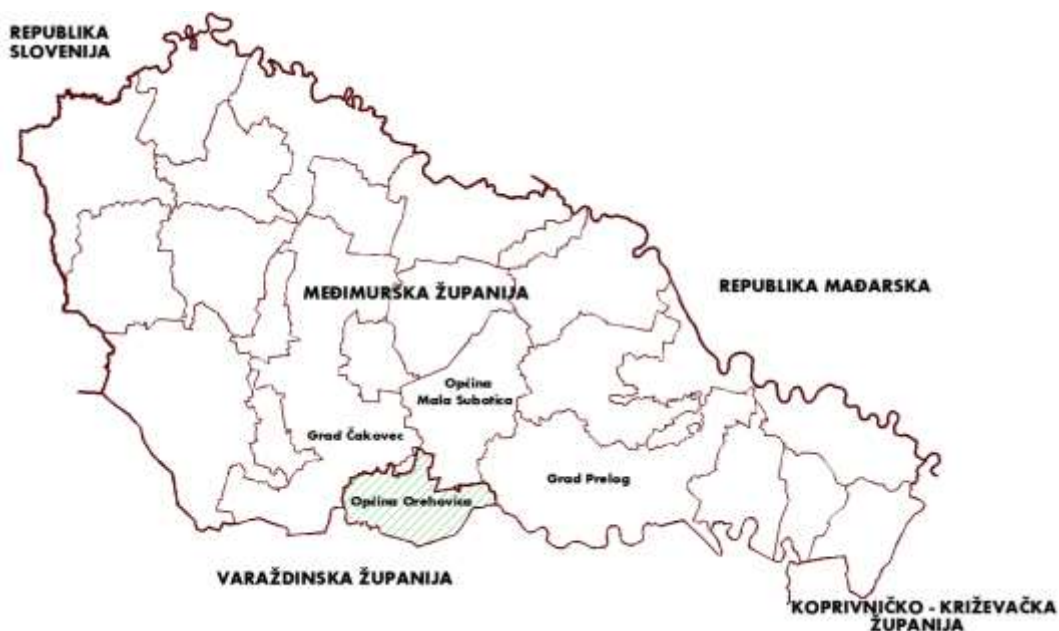 REPUBLIKA
SLOVENIJA
MEĐIMURSKA ŽUPANIJA
REPUBLIKA MAĐARSKA
Općina
Mala Subotica
Grad Čakovec
Grad Prelog
Općina Orehovica
VARAŽDINSKA ŽUPANIJA
KOPRIVNIČKO - KRIŽEVAČKA
ŽUPANIJA